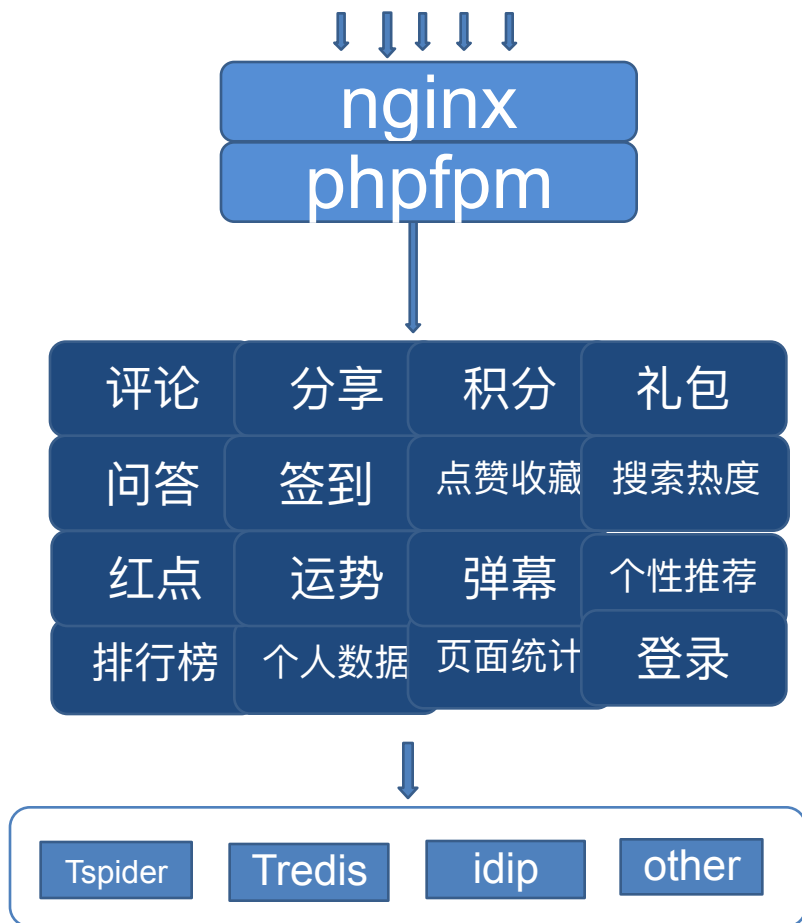 nginx
phpfpm
评论 分享 积分 礼包
问答 签到 点赞收藏 搜索热度
红点 运势 弹幕 个性推荐
排行榜 个人数据 页面统计 登录
Tspider Tredis idip other